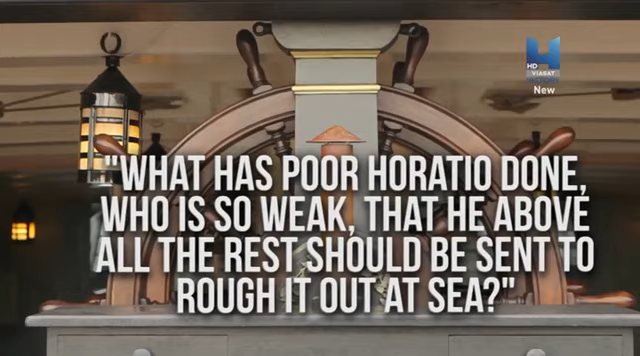 HD
VIASAT
New
"WHAT HAS POOR HORATIO DONE,
WHO IS SO WEAK, THAT HE ABOVE
ALL THE REST SHOULD BE SENT TO
ROUGH IT OUT AT SEA?"